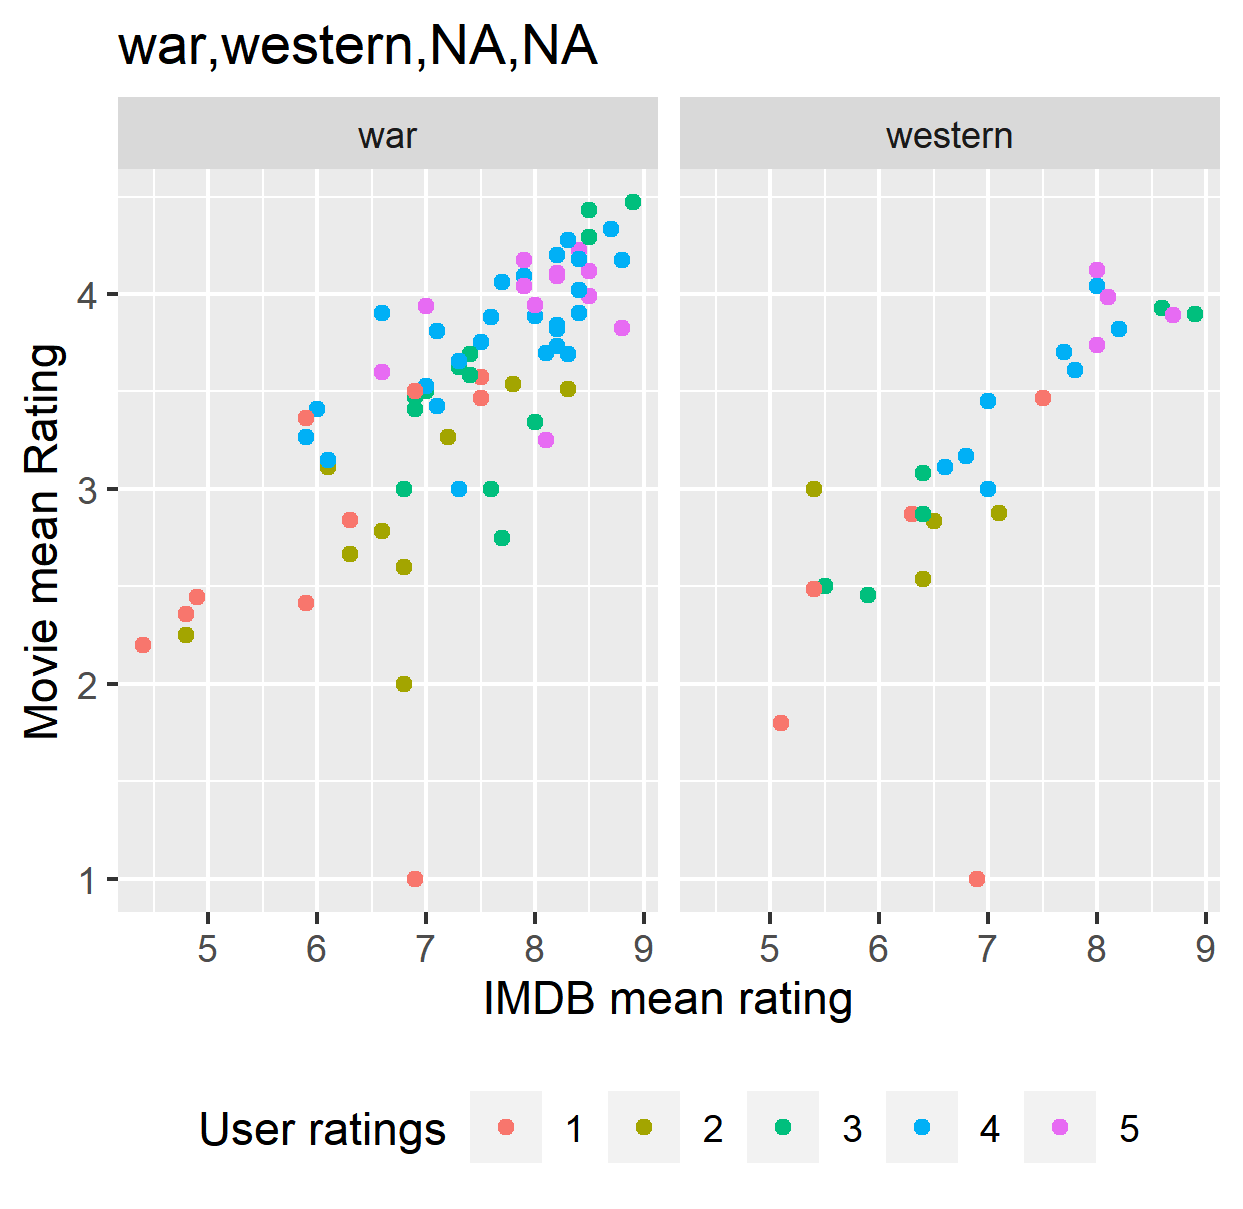 war,western,NA,NA
war western
Movie mean Rating
4
3
2
1
5 6 7 8 9 5 6 7 8 9
IMDB mean rating
User ratings 1 2 3 4 5